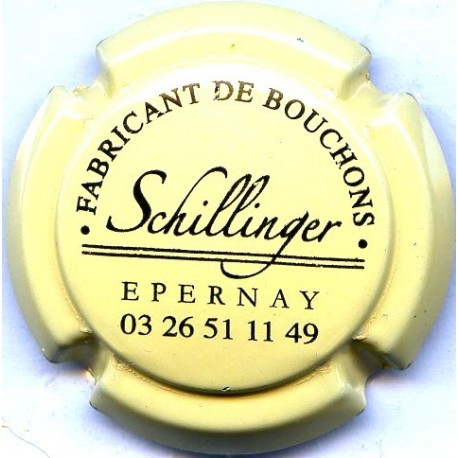 • FABRICANT DE BOUCHONS •
Schillinger
EPERNAY
03 26 51 11 49